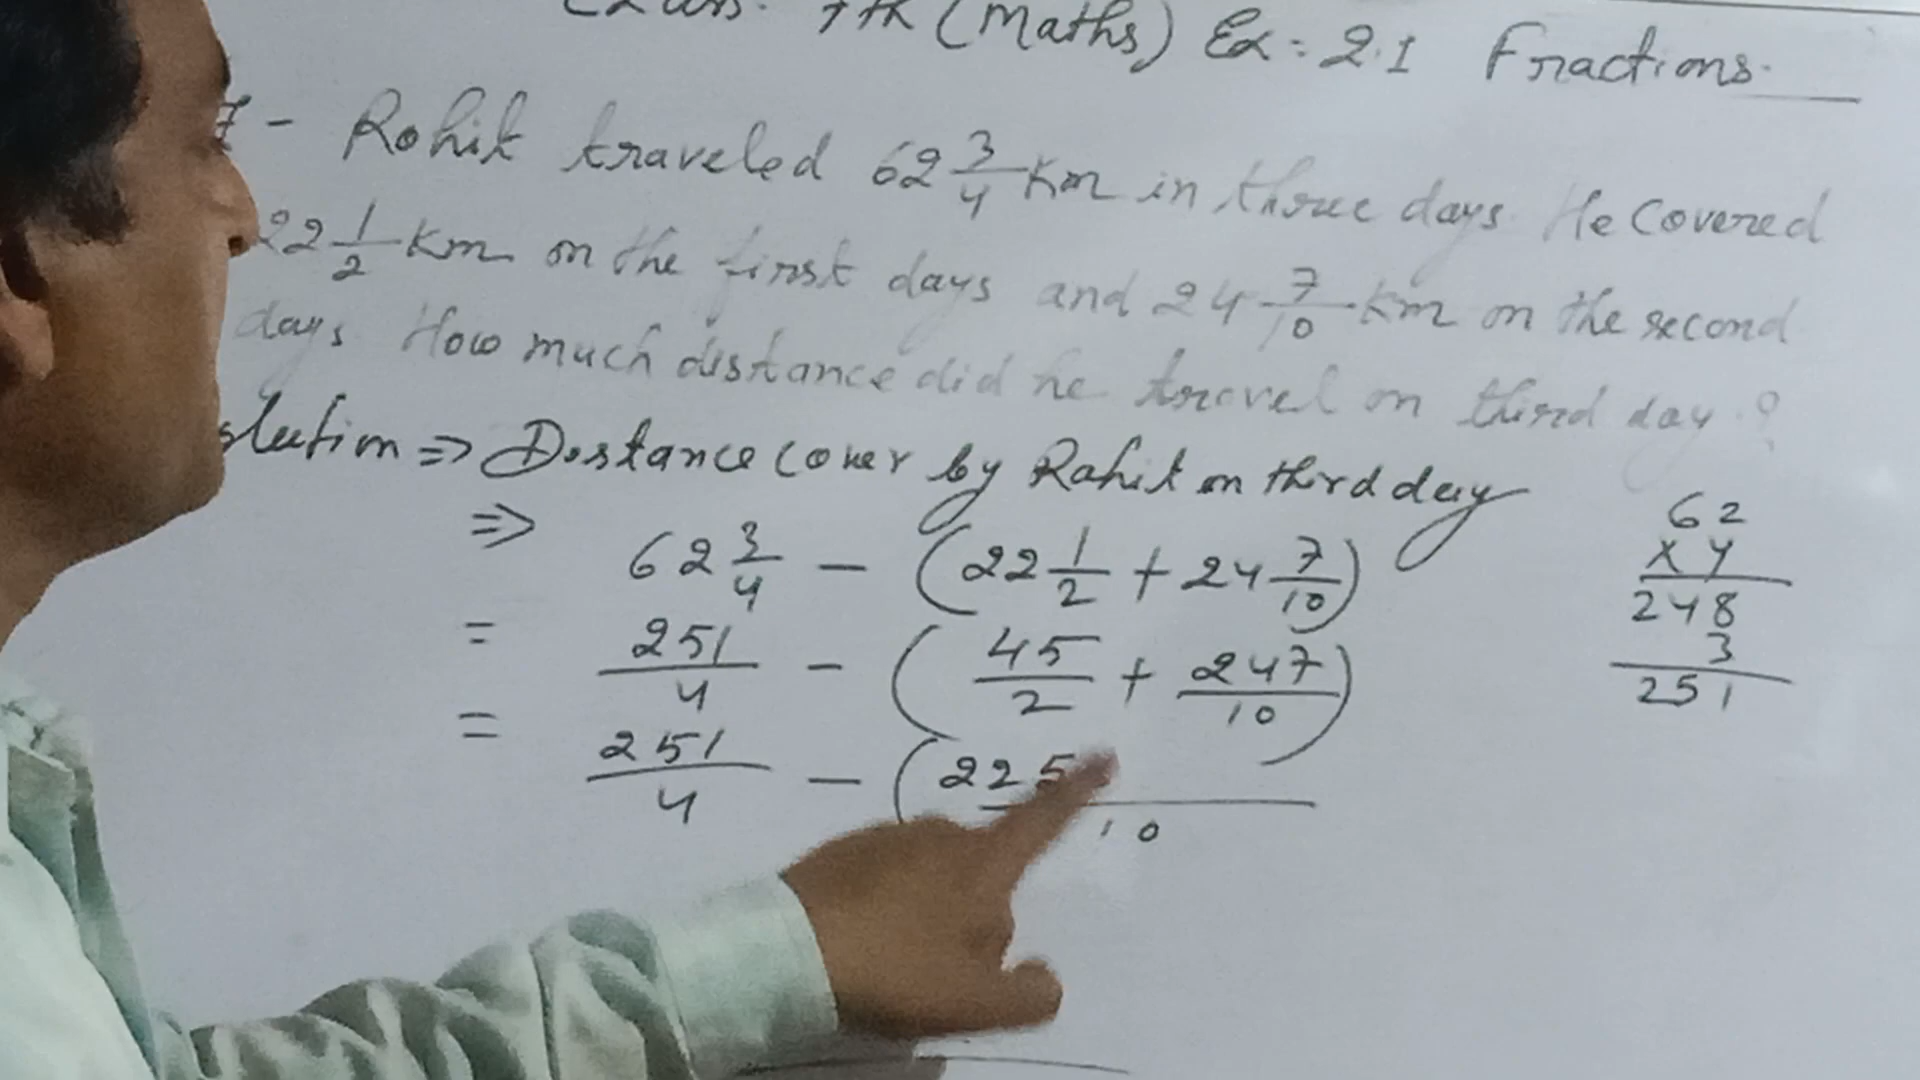 7th (Maths) Ex = 2.1 Fractions.
7 - Rohit traveled 62 3/4 Km in three days. He Covered
22 1/2 Km on the first days and 24 7/10 Km on the second
days. How much distance did he travel on third day.?
Distance cover by Rahit on third day
⇒ 62 3/4 - (22 1/2 + 24 7/10)
= 251/4 - (45/2 + 247/10)
= 251/4 - (225 /10
62
x 4
248
3
251